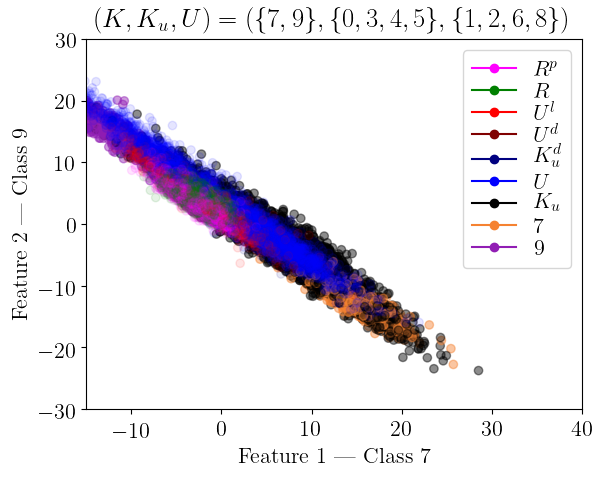 (K, K_u, U) = ({7, 9}, {0, 3, 4, 5}, {1, 2, 6, 8})
30
20
10
0
−10
−20
−30
Feature 2 — Class 9
R^p
R
U^l
U^d
K_u^d
U
K_u
7
9
−10
0
10
20
30
40
Feature 1 — Class 7